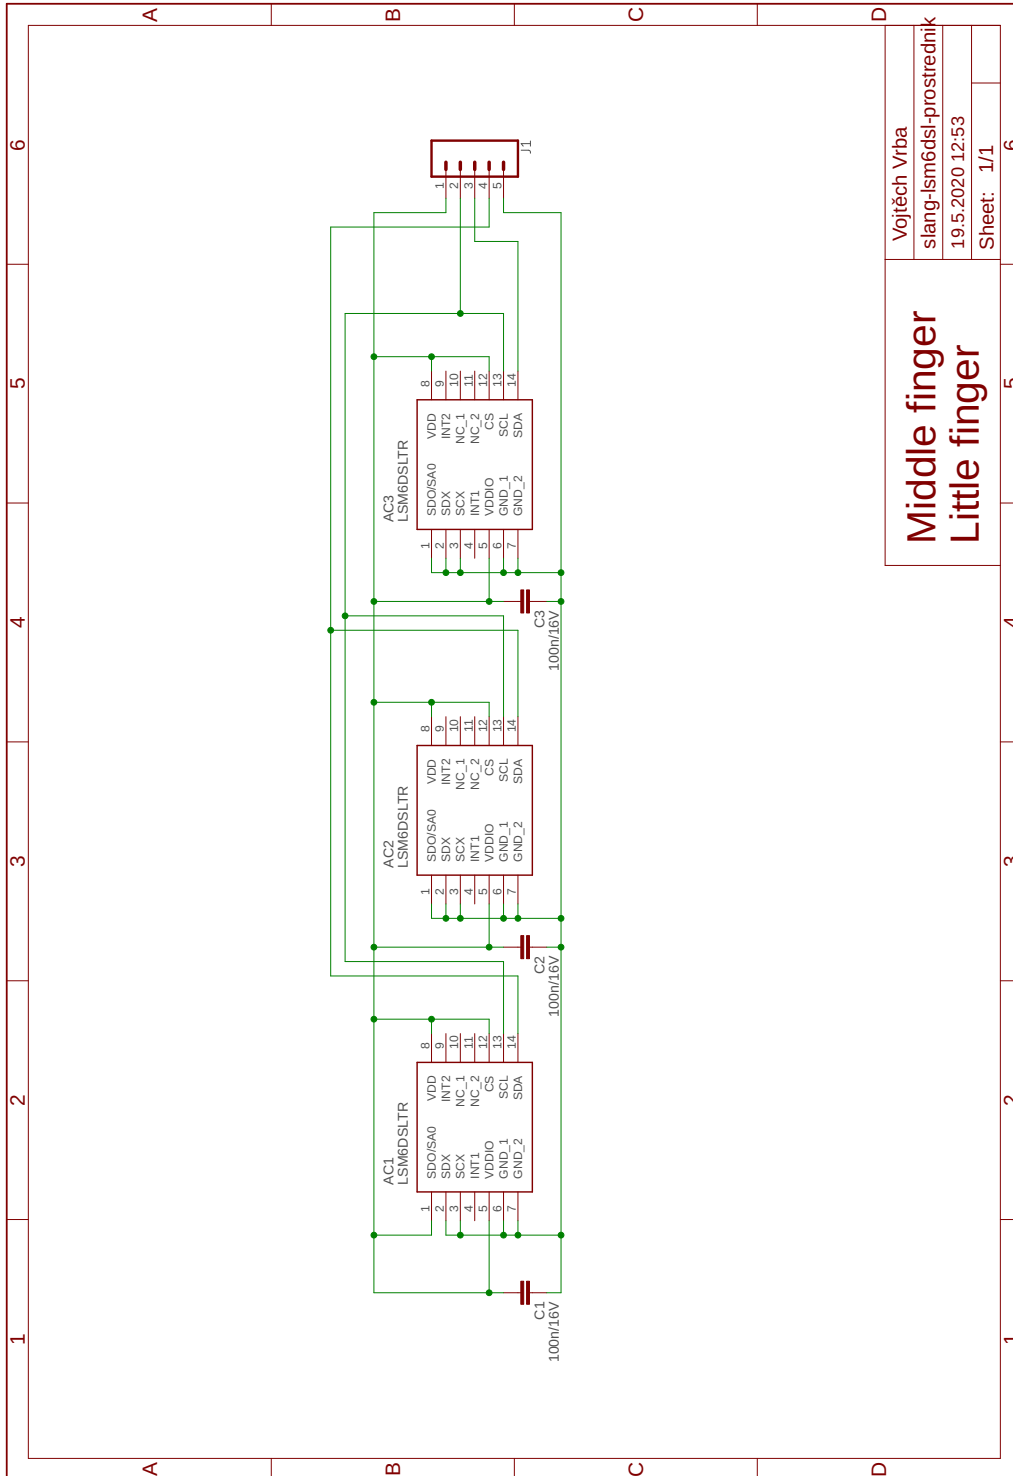 A
B
C
D
6
5
4
3
2
1
6
5
4
3
2
1
A
B
C
D
J1
1
2
3
4
5
AC3
LSM6DSLTR
SDO/SA0
SDX
SCX
INT1
VDDIO
GND_1
GND_2
VDD
INT2
NC_1
NC_2
CS
SCL
SDA
1
2
3
4
5
6
7
8
9
10
11
12
13
14
C3
100n/16V
AC2
LSM6DSLTR
SDO/SA0
SDX
SCX
INT1
VDDIO
GND_1
GND_2
VDD
INT2
NC_1
NC_2
CS
SCL
SDA
1
2
3
4
5
6
7
8
9
10
11
12
13
14
C2
100n/16V
AC1
LSM6DSLTR
SDO/SA0
SDX
SCX
INT1
VDDIO
GND_1
GND_2
VDD
INT2
NC_1
NC_2
CS
SCL
SDA
1
2
3
4
5
6
7
8
9
10
11
12
13
14
C1
100n/16V
Middle finger
Little finger
Vojtěch Vrba
slang-lsm6dsl-prostrednik
19.5.2020 12:53
Sheet: 1/1